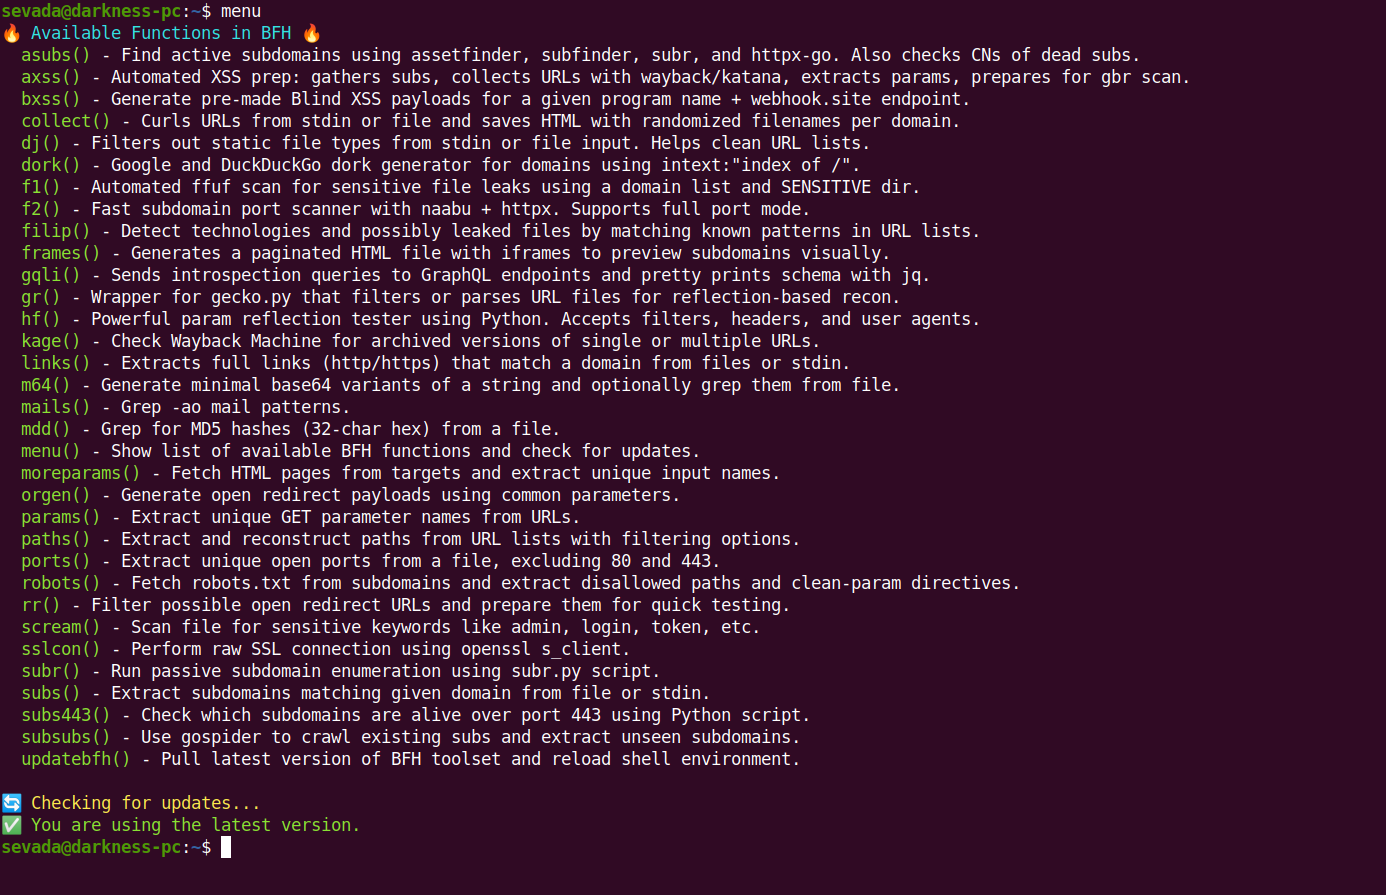 sevada@darkness-pc:~$ menu
🔥 Available Functions in BFH 🔥
asubs() - Find active subdomains using assetfinder, subfinder, subr, and httpx-go. Also checks CNs of dead subs.
axss() - Automated XSS prep: gathers subs, collects URLs with wayback/katana, extracts params, prepares for gbr scan.
bxss() - Generate pre-made Blind XSS payloads for a given program name + webhook.site endpoint.
collect() - Curls URLs from stdin or file and saves HTML with randomized filenames per domain.
dj() - Filters out static file types from stdin or file input. Helps clean URL lists.
dork() - Google and DuckDuckGo dork generator for domains using intext:"index of /".
f1() - Automated ffuf scan for sensitive file leaks using a domain list and SENSITIVE dir.
f2() - Fast subdomain port scanner with naabu + httpx. Supports full port mode.
filip() - Detect technologies and possibly leaked files by matching known patterns in URL lists.
frames() - Generates a paginated HTML file with iframes to preview subdomains visually.
gqli() - Sends introspection queries to GraphQL endpoints and pretty prints schema with jq.
gr() - Wrapper for gecko.py that filters or parses URL files for reflection-based recon.
hf() - Powerful param reflection tester using Python. Accepts filters, headers, and user agents.
kage() - Check Wayback Machine for archived versions of single or multiple URLs.
links() - Extracts full links (http/https) that match a domain from files or stdin.
m64() - Generate minimal base64 variants of a string and optionally grep them from file.
mails() - Grep -ao mail patterns.
mdd() - Grep for MD5 hashes (32-char hex) from a file.
menu() - Show list of available BFH functions and check for updates.
moreparams() - Fetch HTML pages from targets and extract unique input names.
orgen() - Generate open redirect payloads using common parameters.
params() - Extract unique GET parameter names from URLs.
paths() - Extract and reconstruct paths from URL lists with filtering options.
ports() - Extract unique open ports from a file, excluding 80 and 443.
robots() - Fetch robots.txt from subdomains and extract disallowed paths and clean-param directives.
rr() - Filter possible open redirect URLs and prepare them for quick testing.
scream() - Scan file for sensitive keywords like admin, login, token, etc.
sslcon() - Perform raw SSL connection using openssl s_client.
subr() - Run passive subdomain enumeration using subr.py script.
subs() - Extract subdomains matching given domain from file or stdin.
subs443() - Check which subdomains are alive over port 443 using Python script.
subsubs() - Use gospider to crawl existing subs and extract unseen subdomains.
updatebfh() - Pull latest version of BFH toolset and reload shell environment.
🔄 Checking for updates...
✅ You are using the latest version.
sevada@darkness-pc:~$